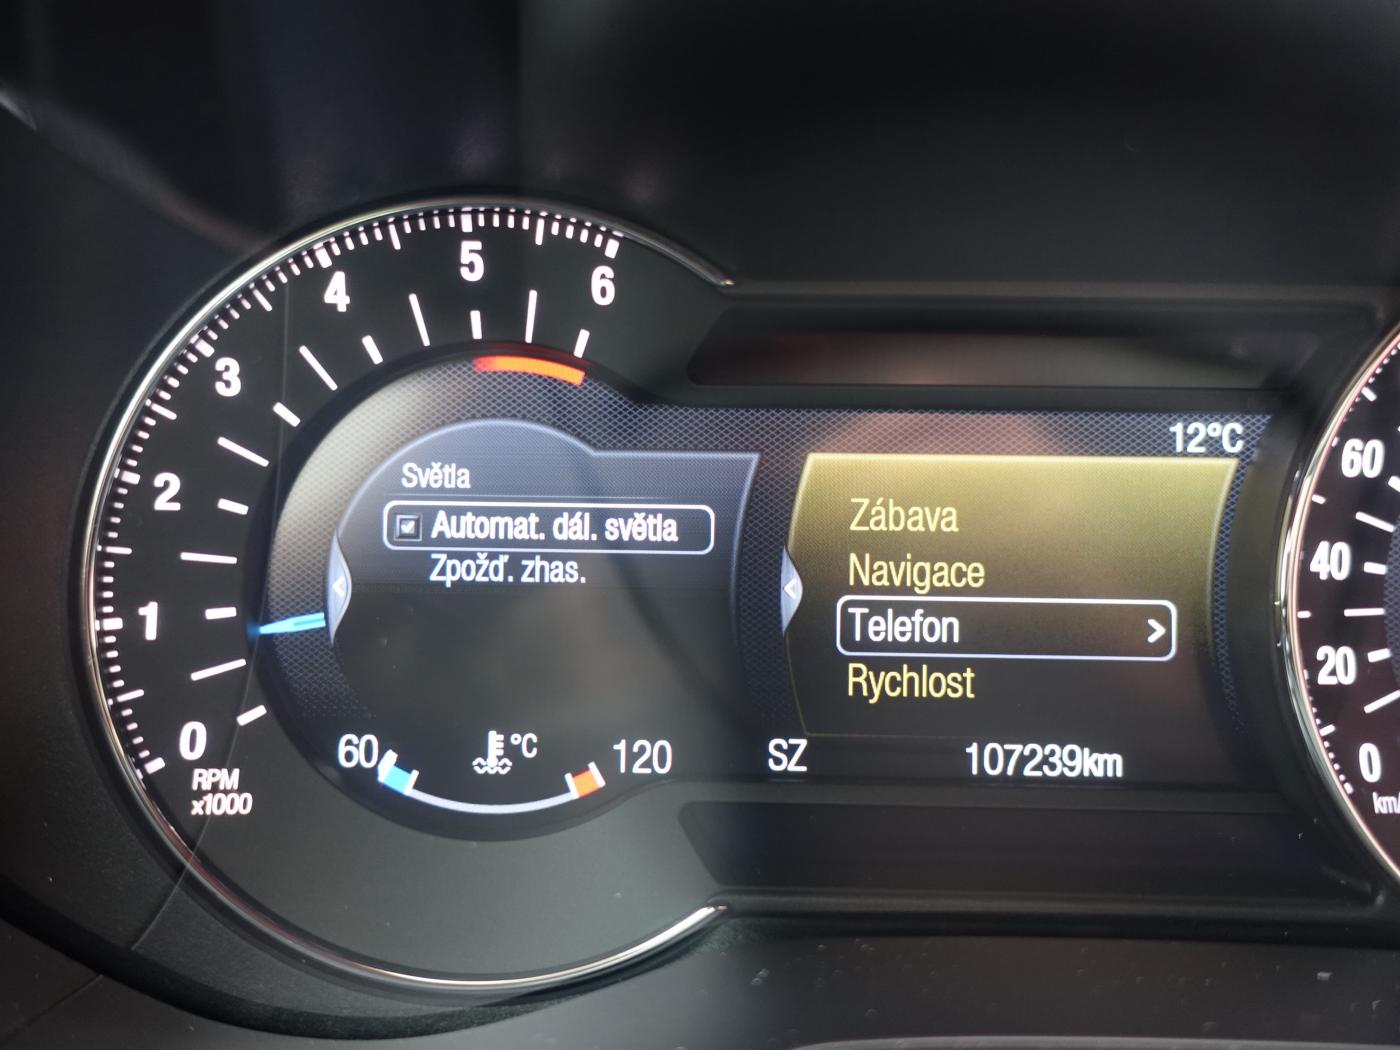 0
1
2
3
4
5
6
RPM
x1000
Světla
Automat. dál. světla
Zpožď. zhas.
60
°C
120
12°C
Zábava
Navigace
Telefon
Rychlost
SZ
107239km
60
40
20
0
km/